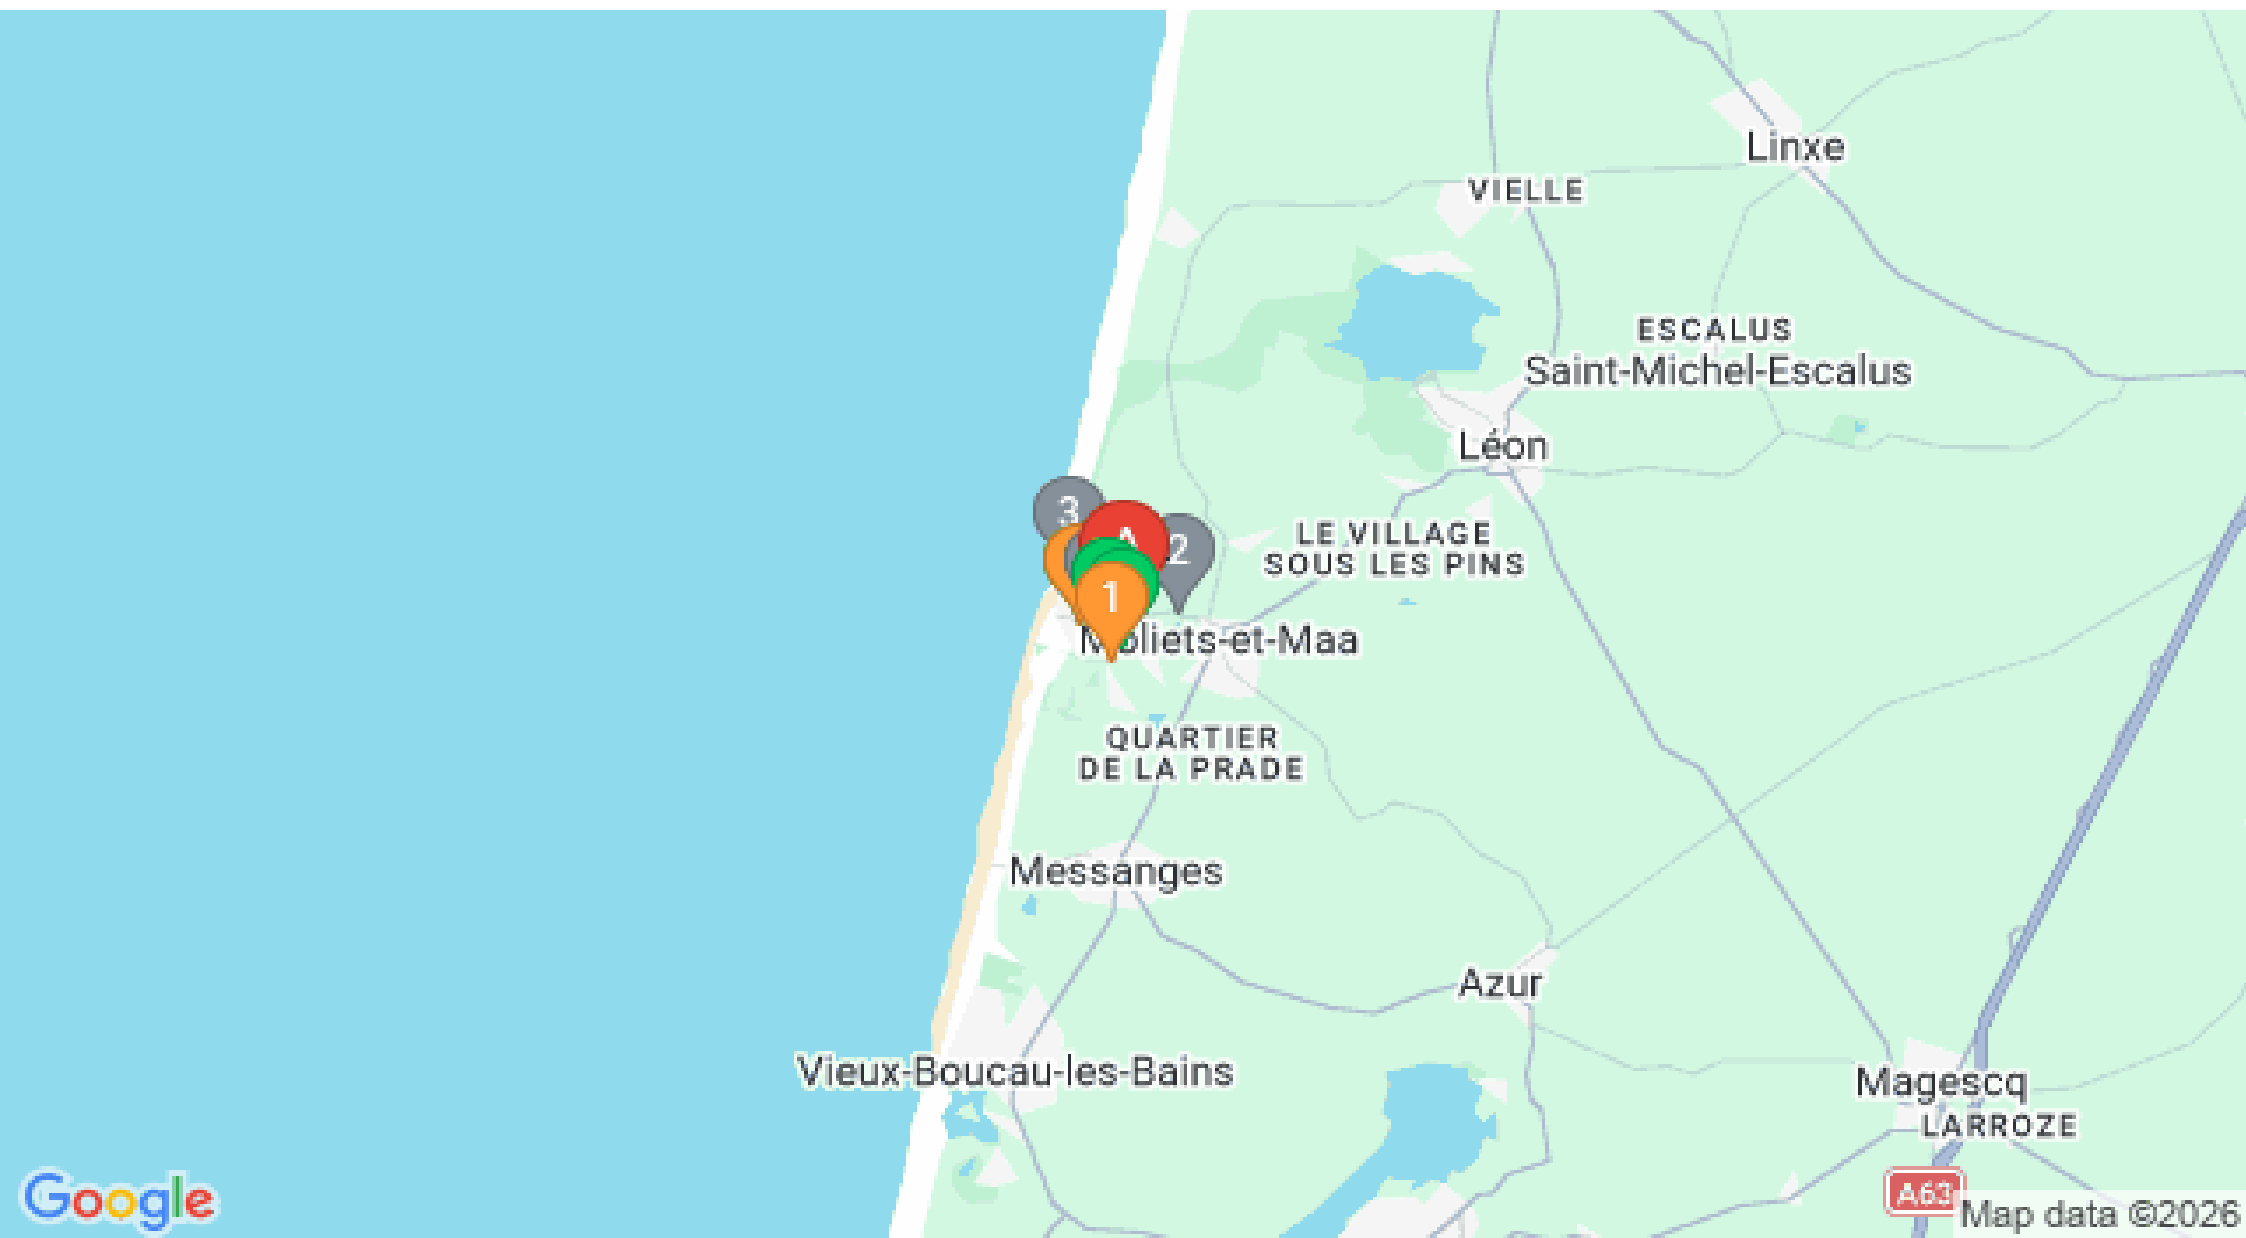 Linxe
VIELLE
ESCALUS
Saint-Michel-Escalus
Léon
3
A
2
LE VILLAGE
SOUS LES PINS
1
Moliets-et-Maa
QUARTIER
DE LA PRADE
Messanges
Azur
Vieux-Boucau-les-Bains
Magescq
LARROZE
A63
Google
Map data ©2026